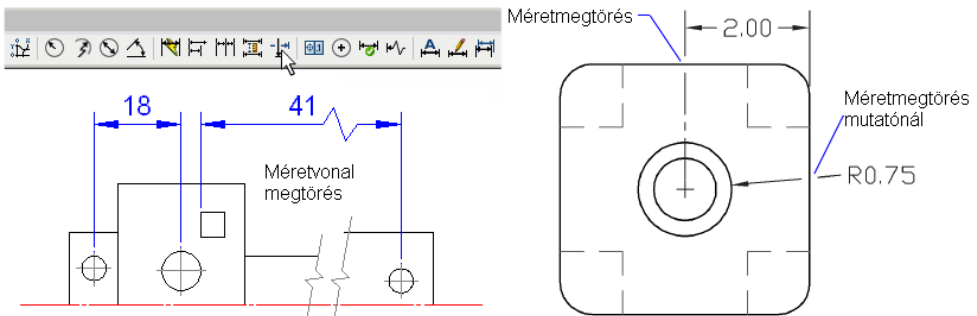 Méretmegtörés
2.00
18
41
Méretmegtörés
mutatónál
Méretvonal
megtörés
R0.75